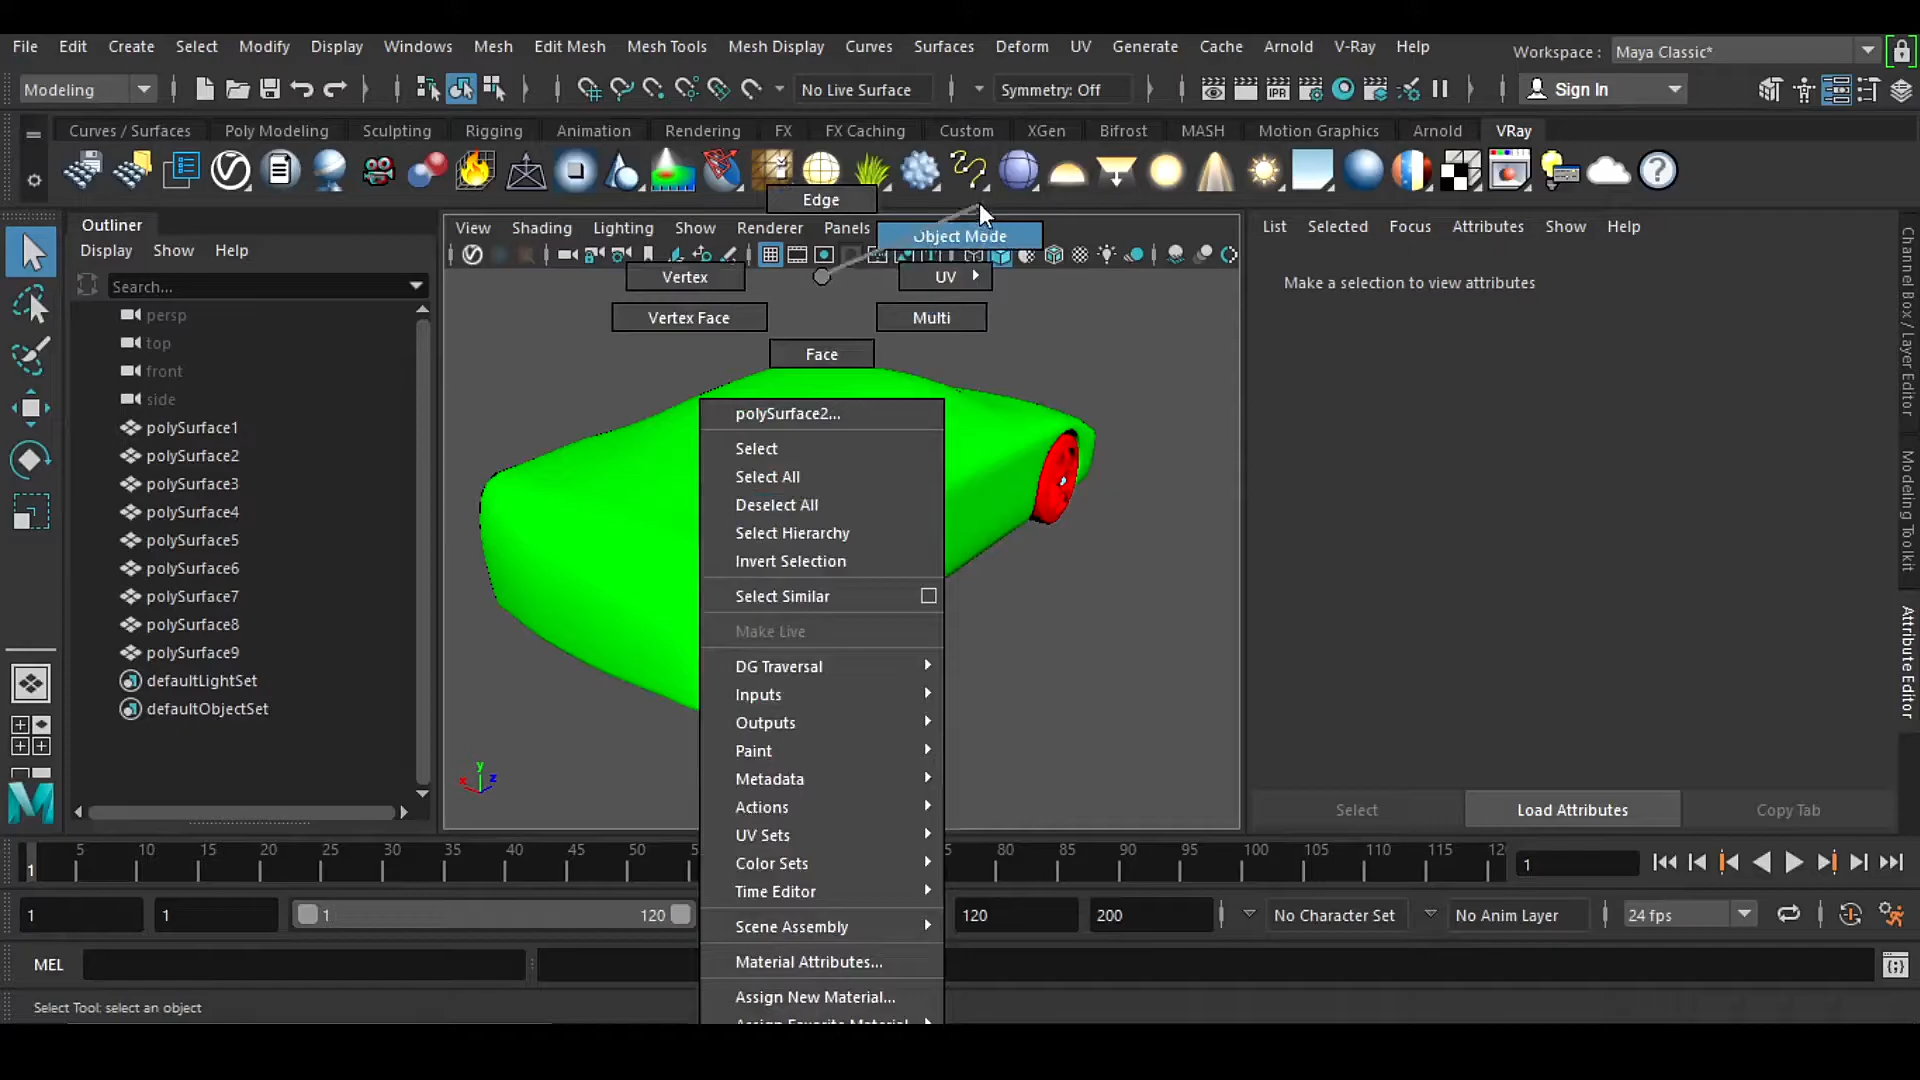 File Edit Create Select Modify Display Windows Mesh Edit Mesh Mesh Tools Mesh Display Curves Surfaces Deform UV Generate Cache Arnold V-Ray Help Workspace : Maya Classic*
Modeling No Live Surface Symmetry: Off Sign In
Curves / Surfaces Poly Modeling Sculpting Rigging Animation Rendering FX FX Caching Custom XGen Bifrost MASH Motion Graphics Arnold VRay
IPR
Edge
Outliner
View Shading Lighting Show Renderer Panels Object Mode List Selected Focus Attributes Show Help
Display Show Help
Vertex UV
Search...
Make a selection to view attributes
persp
Vertex Face Multi
top
Face
front
side
polySurface1
polySurface2
polySurface3
polySurface4
polySurface5
polySurface6
polySurface7
polySurface8
polySurface9
defaultLightSet
defaultObjectSet
polySurface2...
Select
Select All
Deselect All
Select Hierarchy
Invert Selection
Select Similar
Make Live
DG Traversal
Inputs
Outputs
Paint
Metadata
Actions
UV Sets
Color Sets
Time Editor
Scene Assembly
Material Attributes...
Assign New Material...
Assign Favorite Material
y
x z
Channel Box / Layer Editor
Modeling Toolkit
Attribute Editor
Select Load Attributes Copy Tab
1 5 10 15 20 25 30 35 40 45 50 5 5 80 85 90 95 100 105 110 115 12 1
1 1 1 120 120 200 No Character Set No Anim Layer 24 fps
MEL
Select Tool: select an object